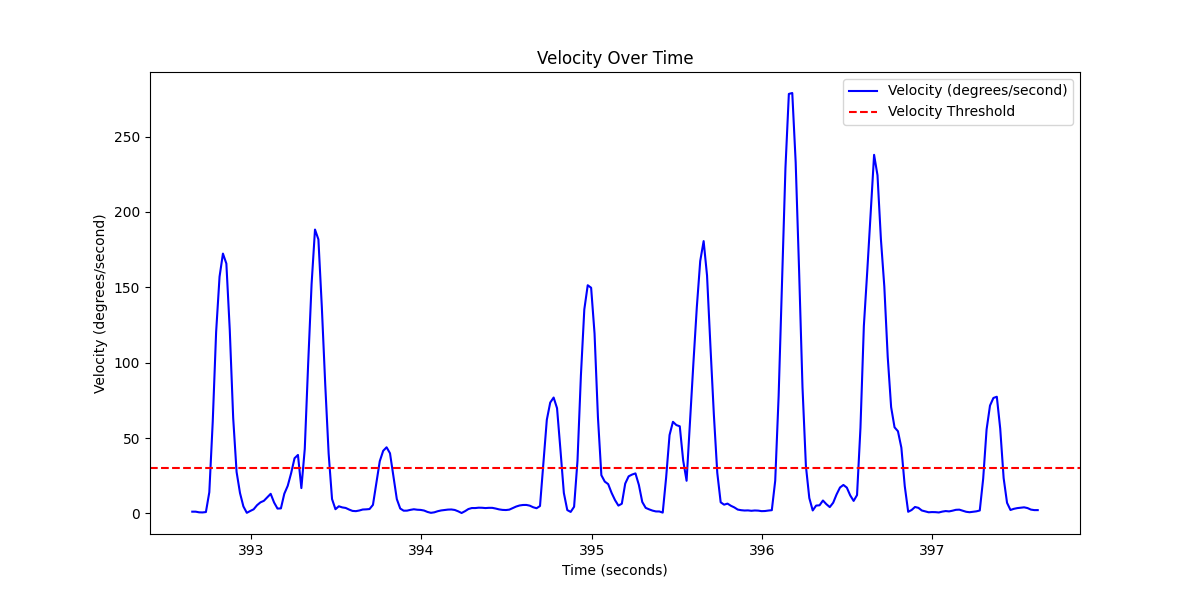 Velocity Over Time
Velocity (degrees/second)
Velocity Threshold
250
200
150
100
50
0
Velocity (degrees/second)
393 394 395 396 397
Time (seconds)